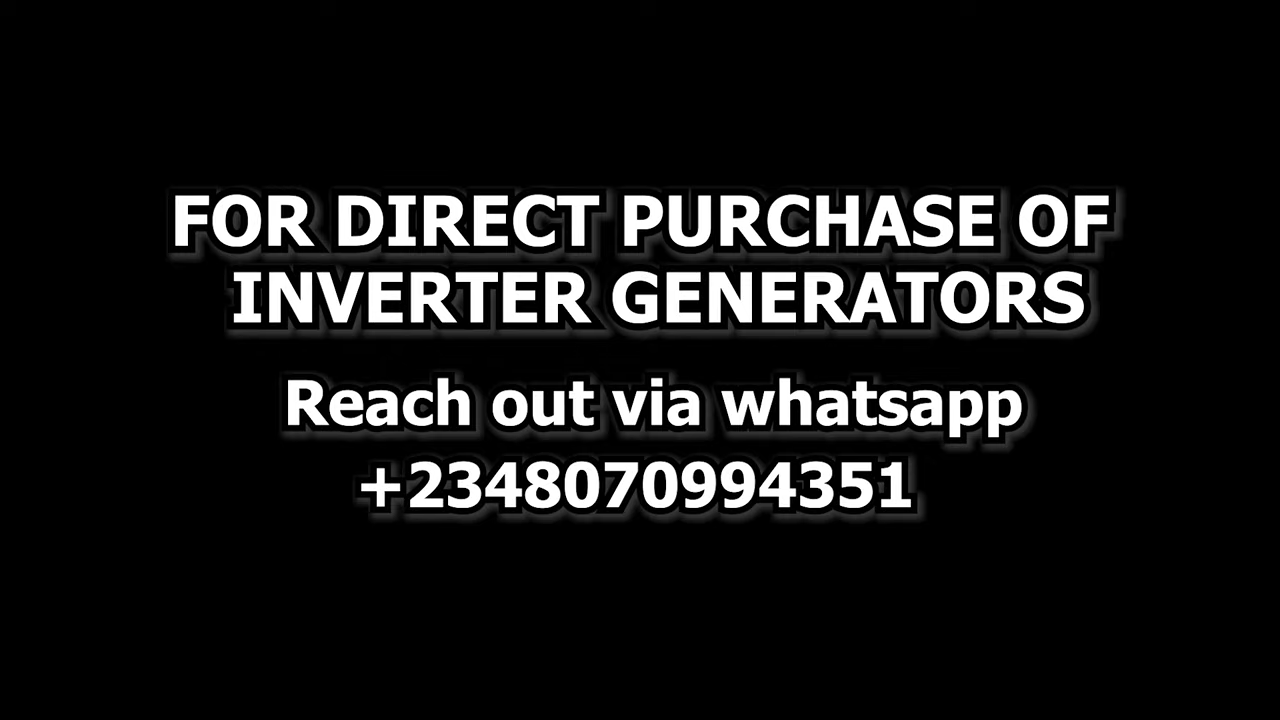 FOR DIRECT PURCHASE OF
INVERTER GENERATORS
Reach out via whatsapp
+2348070994351